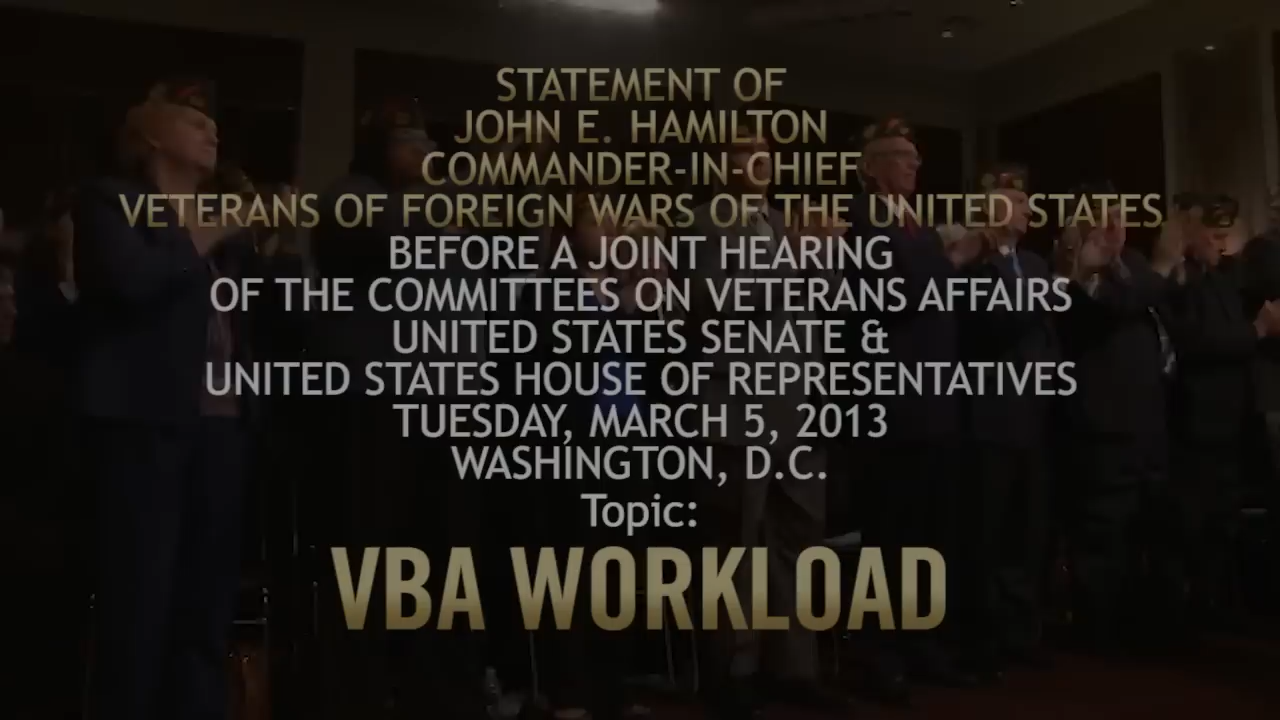 STATEMENT OF
JOHN E. HAMILTON
COMMANDER-IN-CHIEF
VETERANS OF FOREIGN WARS OF THE UNITED STATES
BEFORE A JOINT HEARING
OF THE COMMITTEES ON VETERANS AFFAIRS
UNITED STATES SENATE &
UNITED STATES HOUSE OF REPRESENTATIVES
TUESDAY, MARCH 5, 2013
WASHINGTON, D.C.
Topic:
VBA WORKLOAD